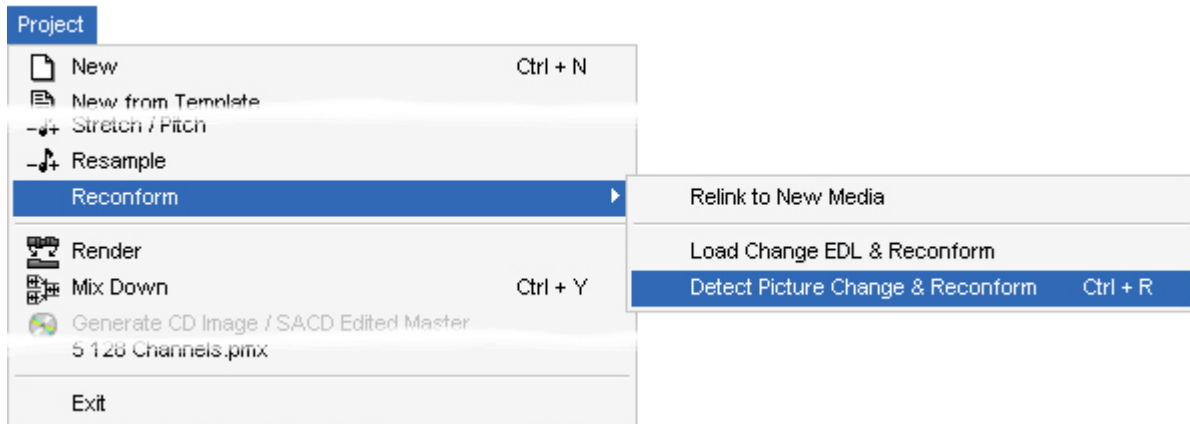 Project
New Ctrl + N
New from Template
Stretch / Pitch
Resample
Reconform
Relink to New Media
Render
Load Change EDL & Reconform
Mix Down Ctrl + Y
Detect Picture Change & Reconform Ctrl + R
Generate CD Image / SACD Edited Master
5 128 Channels.pmx
Exit